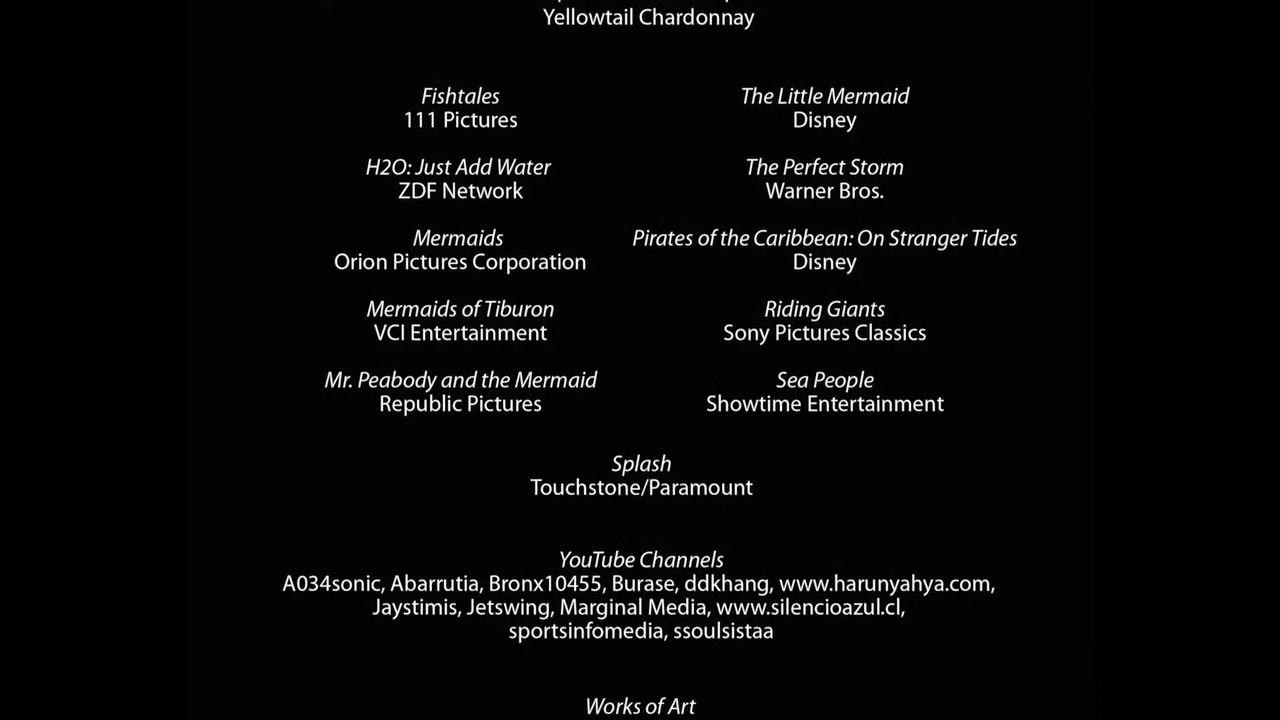 Yellowtail Chardonnay
Fishtales
111 Pictures
H2O: Just Add Water
ZDF Network
Mermaids
Orion Pictures Corporation
Mermaids of Tiburon
VCI Entertainment
Mr. Peabody and the Mermaid
Republic Pictures
The Little Mermaid
Disney
The Perfect Storm
Warner Bros.
Pirates of the Caribbean: On Stranger Tides
Disney
Riding Giants
Sony Pictures Classics
Sea People
Showtime Entertainment
Splash
Touchstone/Paramount
YouTube Channels
A034sonic, Abarrutia, Bronx10455, Burase, ddkhang, www.harunyahya.com,
Jaystimis, Jetswing, Marginal Media, www.silencioazul.cl,
sportsinfomedia, ssoulsistaa
Works of Art